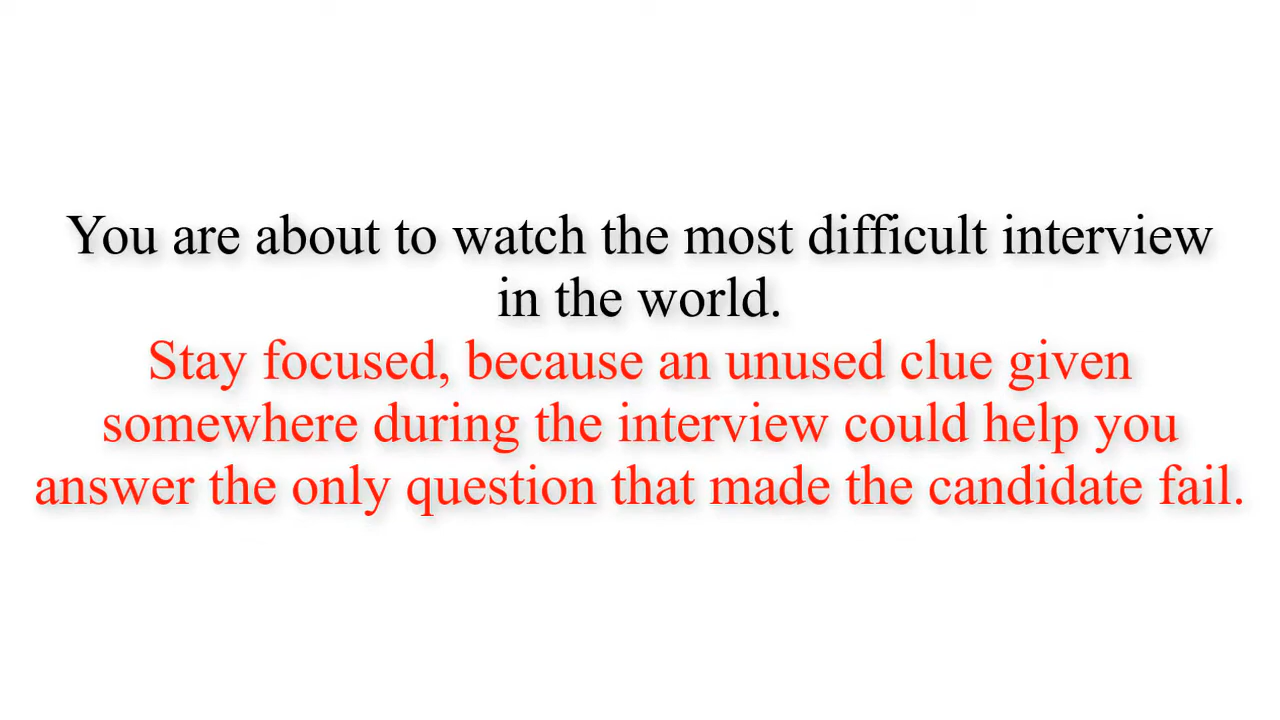 You are about to watch the most difficult interview
in the world.
Stay focused, because an unused clue given
somewhere during the interview could help you
answer the only question that made the candidate fail.